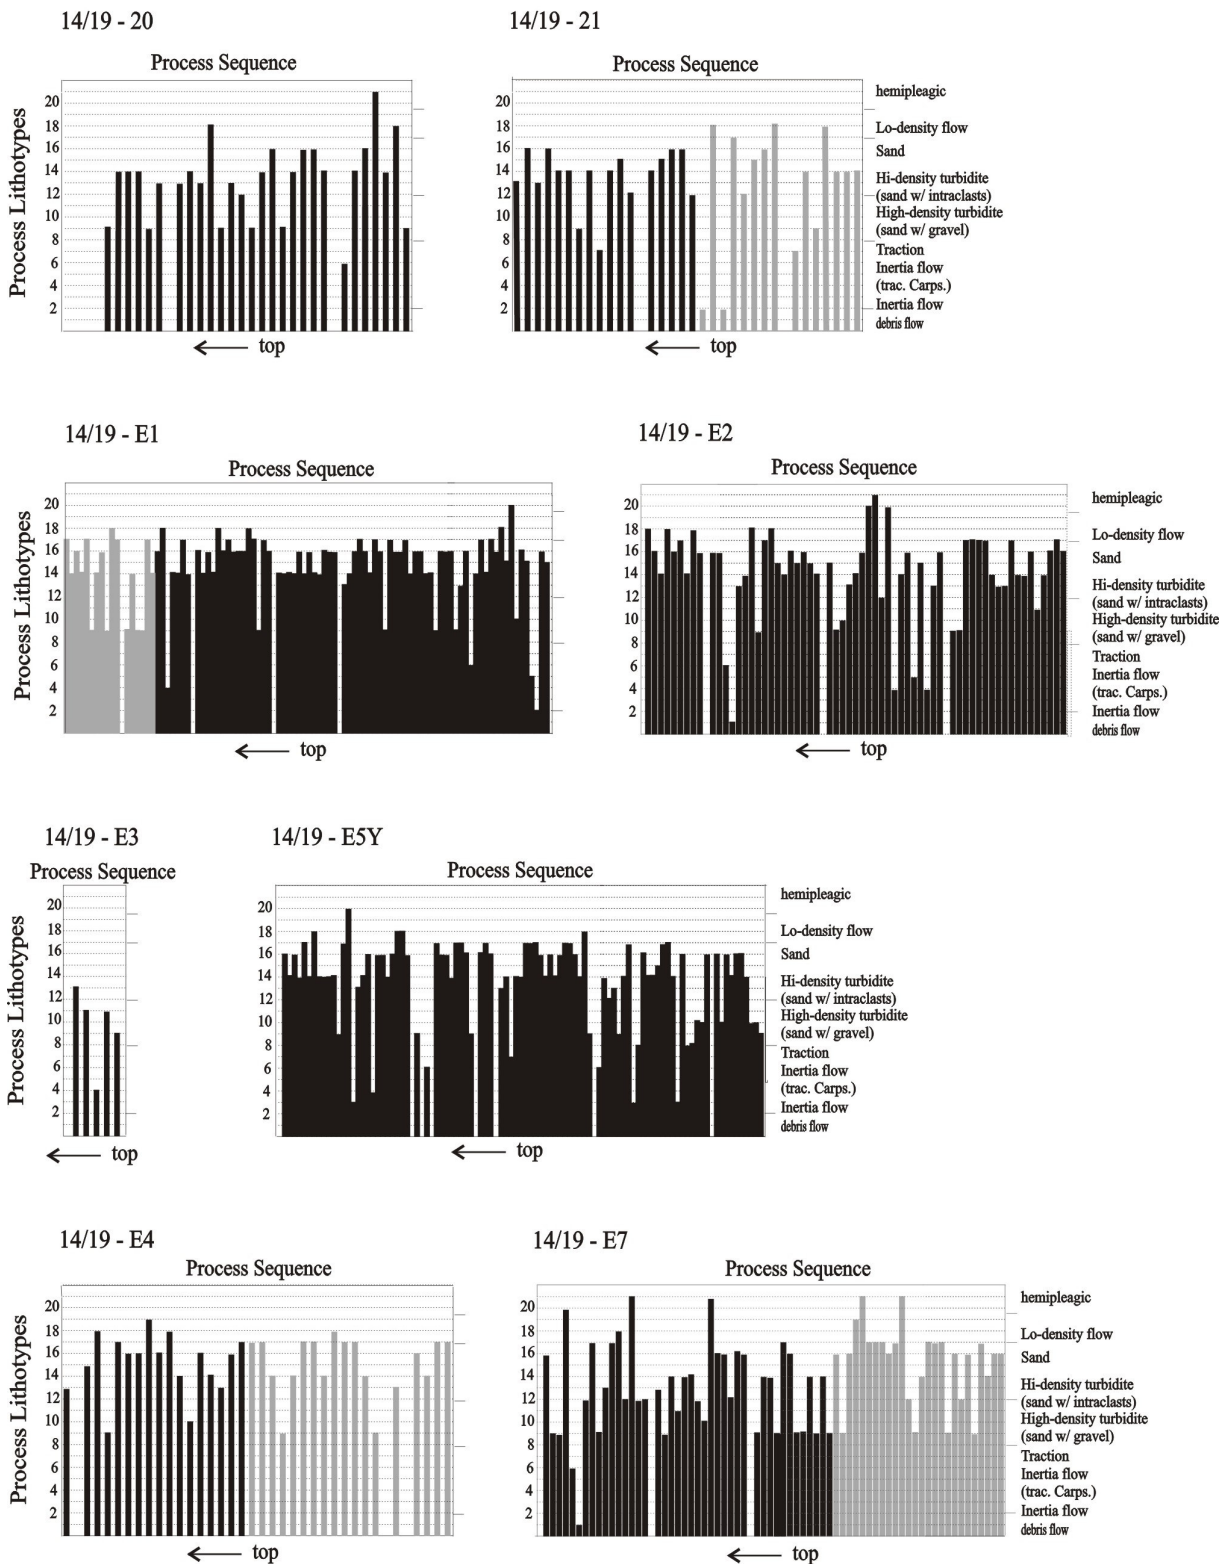 14/19 - 20
14/19 - 21
Process Sequence
Process Sequence
Process Lithotypes
20
18
16
14
12
10
8
6
4
2
20
18
16
14
12
10
8
6
4
2
hemipleagic
Lo-density flow
Sand
Hi-density turbidite
(sand w/ intraclasts)
High-density turbidite
(sand w/ gravel)
Traction
Inertia flow
(trac. Carps.)
Inertia flow
debris flow
top
top
14/19 - E1
14/19 - E2
Process Sequence
Process Sequence
Process Lithotypes
20
18
16
14
12
10
8
6
4
2
20
18
16
14
12
10
8
6
4
2
hemipleagic
Lo-density flow
Sand
Hi-density turbidite
(sand w/ intraclasts)
High-density turbidite
(sand w/ gravel)
Traction
Inertia flow
(trac. Carps.)
Inertia flow
debris flow
top
top
14/19 - E3
14/19 - E5Y
Process Sequence
Process Sequence
Process Lithotypes
20
18
16
14
12
10
8
6
4
2
20
18
16
14
12
10
8
6
4
2
hemipleagic
Lo-density flow
Sand
Hi-density turbidite
(sand w/ intraclasts)
High-density turbidite
(sand w/ gravel)
Traction
Inertia flow
(trac. Carps.)
Inertia flow
debris flow
top
top
14/19 - E4
14/19 - E7
Process Sequence
Process Sequence
Process Lithotypes
20
18
16
14
12
10
8
6
4
2
20
18
16
14
12
10
8
6
4
2
hemipleagic
Lo-density flow
Sand
Hi-density turbidite
(sand w/ intraclasts)
High-density turbidite
(sand w/ gravel)
Traction
Inertia flow
(trac. Carps.)
Inertia flow
debris flow
top
top